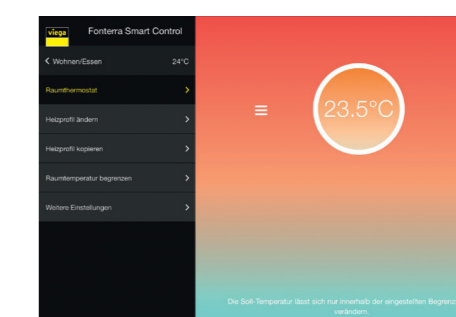 viega
Fonterra Smart Control
Wohnen/Essen 24°C
Raumthermostat
Heizprofil ändern
Heizprofil kopieren
Raumtemperatur begrenzen
Weitere Einstellungen
23.5°C
Die Soll-Temperatur lässt sich nur innerhalb der eingestellten Begrenz
verändern.